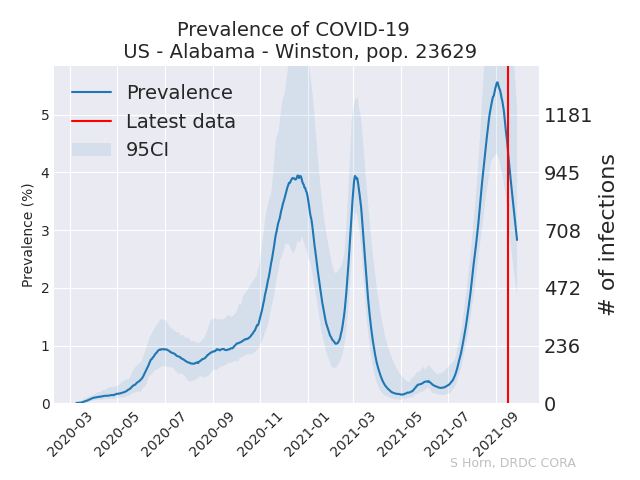 Prevalence of COVID-19
US - Alabama - Winston, pop. 23629
Prevalence
Latest data
95CI
Prevalence (%)
5
4
3
2
1
0
1181
945
708
472
236
0
# of infections
2020-03
2020-05
2020-07
2020-09
2020-11
2021-01
2021-03
2021-05
2021-07
2021-09
S Horn, DRDC CORA